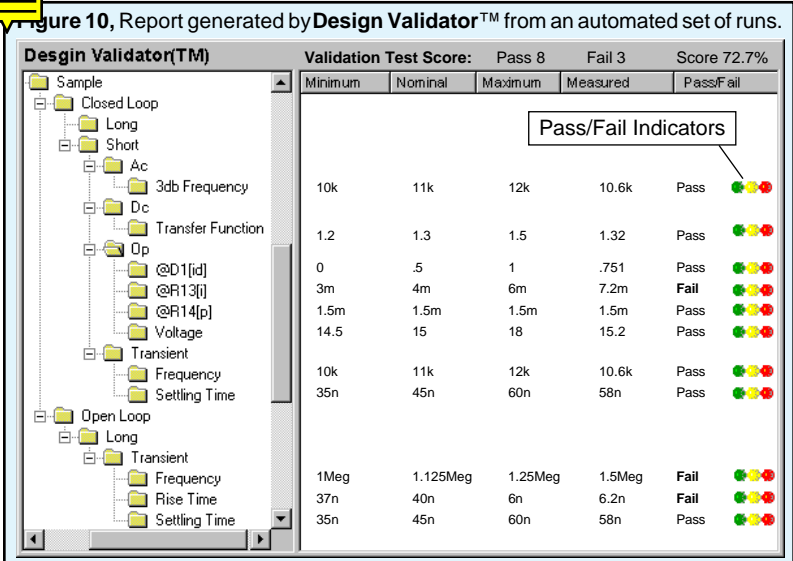 Figure 10, Report generated by Design Validator™ from an automated set of runs.
Desgin Validator(TM) Validation Test Score: Pass 8 Fail 3 Score 72.7%
Minimum Nominal Maximum Measured Pass/Fail
Sample
Closed Loop
Long
Pass/Fail Indicators
Short
Ac
3db Frequency 10k 11k 12k 10.6k Pass
Dc
Transfer Function 1.2 1.3 1.5 1.32 Pass
Op
@D1[id] 0 .5 1 .751 Pass
@R13[i] 3m 4m 6m 7.2m Fail
@R14[p] 1.5m 1.5m 1.5m 1.5m Pass
Voltage 14.5 15 18 15.2 Pass
Transient
Frequency 10k 11k 12k 10.6k Pass
Settling Time 35n 45n 60n 58n Pass
Open Loop
Long
Transient
Frequency 1Meg 1.125Meg 1.25Meg 1.5Meg Fail
Rise Time 37n 40n 6n 6.2n Fail
Settling Time 35n 45n 60n 58n Pass